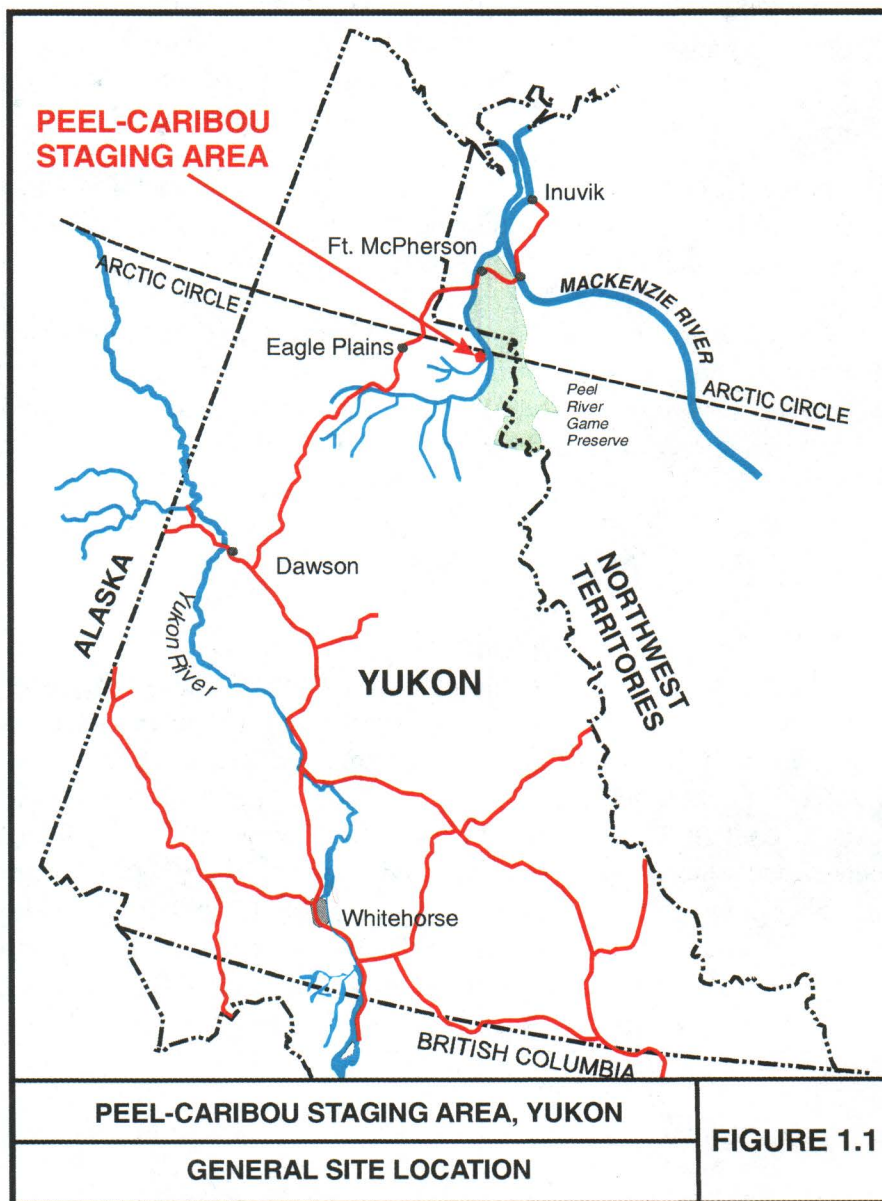 PEEL-CARIBOU
STAGING AREA
Inuvik
Ft. McPherson
ARCTIC CIRCLE
MACKENZIE RIVER
Eagle Plains
ARCTIC CIRCLE
Peel
River
Game
Preserve
Dawson
ALASKA
Yukon River
NORTHWEST
TERRITORIES
YUKON
Whitehorse
BRITISH COLUMBIA
PEEL-CARIBOU STAGING AREA, YUKON
GENERAL SITE LOCATION
FIGURE 1.1